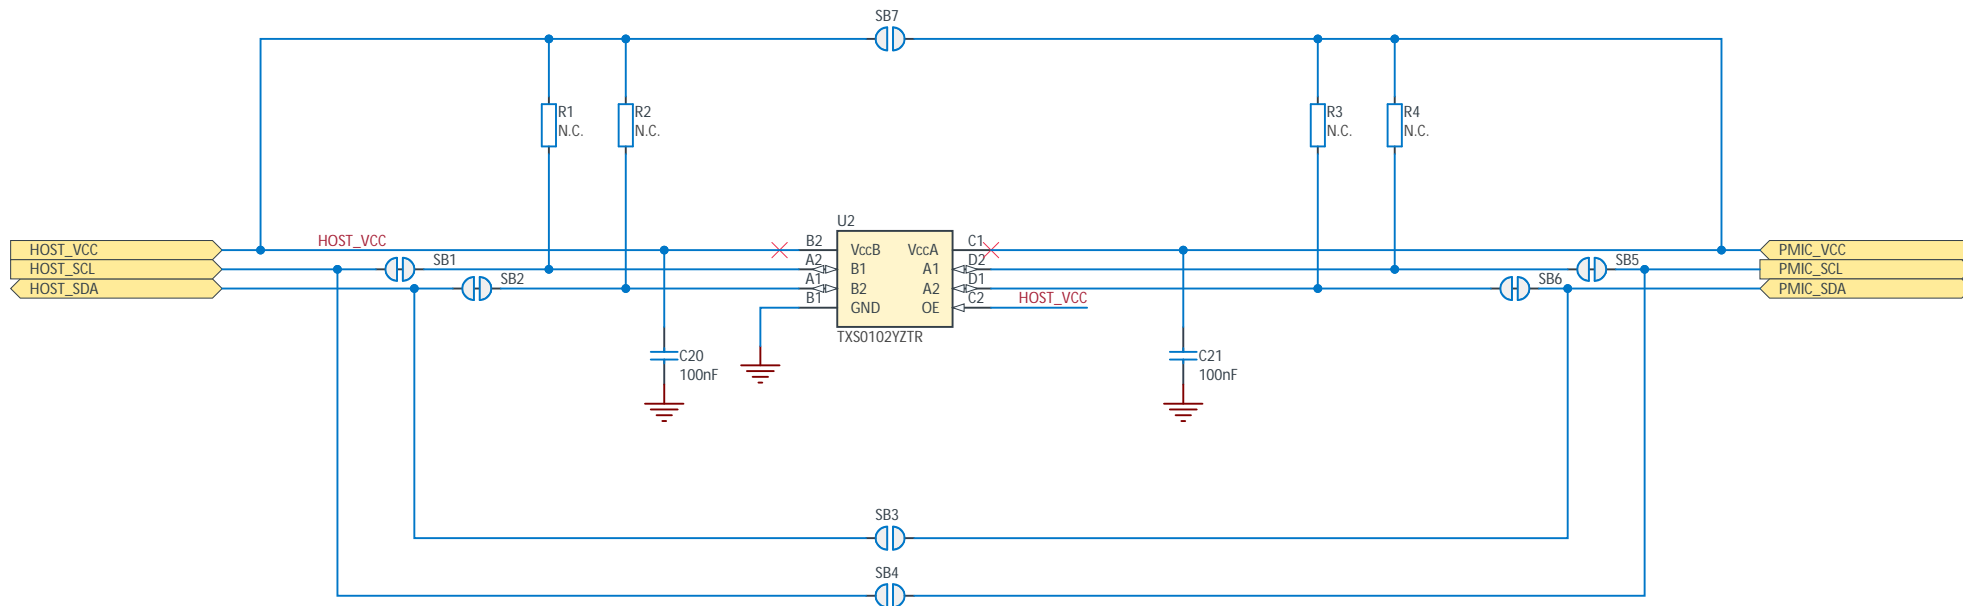 SB7
R1
N.C.
R2
N.C.
R3
N.C.
R4
N.C.
U2
HOST_VCC
HOST_SCL
HOST_SDA
HOST_VCC
SB1
SB2
B2
A2
A1
B1
VccB
B1
B2
GND
VccA
A1
A2
OE
C1
D2
D1
C2
HOST_VCC
TXS0102YZTR
SB5
SB6
PMIC_VCC
PMIC_SCL
PMIC_SDA
C20
100nF
C21
100nF
SB3
SB4